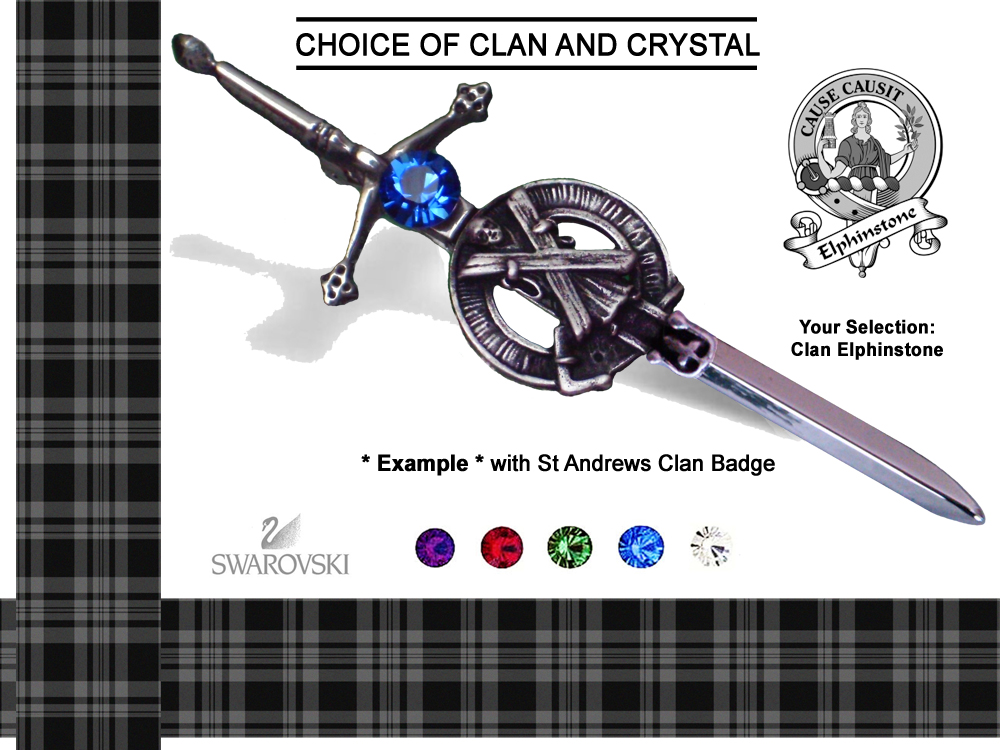 CHOICE OF CLAN AND CRYSTAL
CAUSE CAUSIT
Elphinstone
Your Selection:
Clan Elphinstone
* Example * with St Andrews Clan Badge
SWAROVSKI